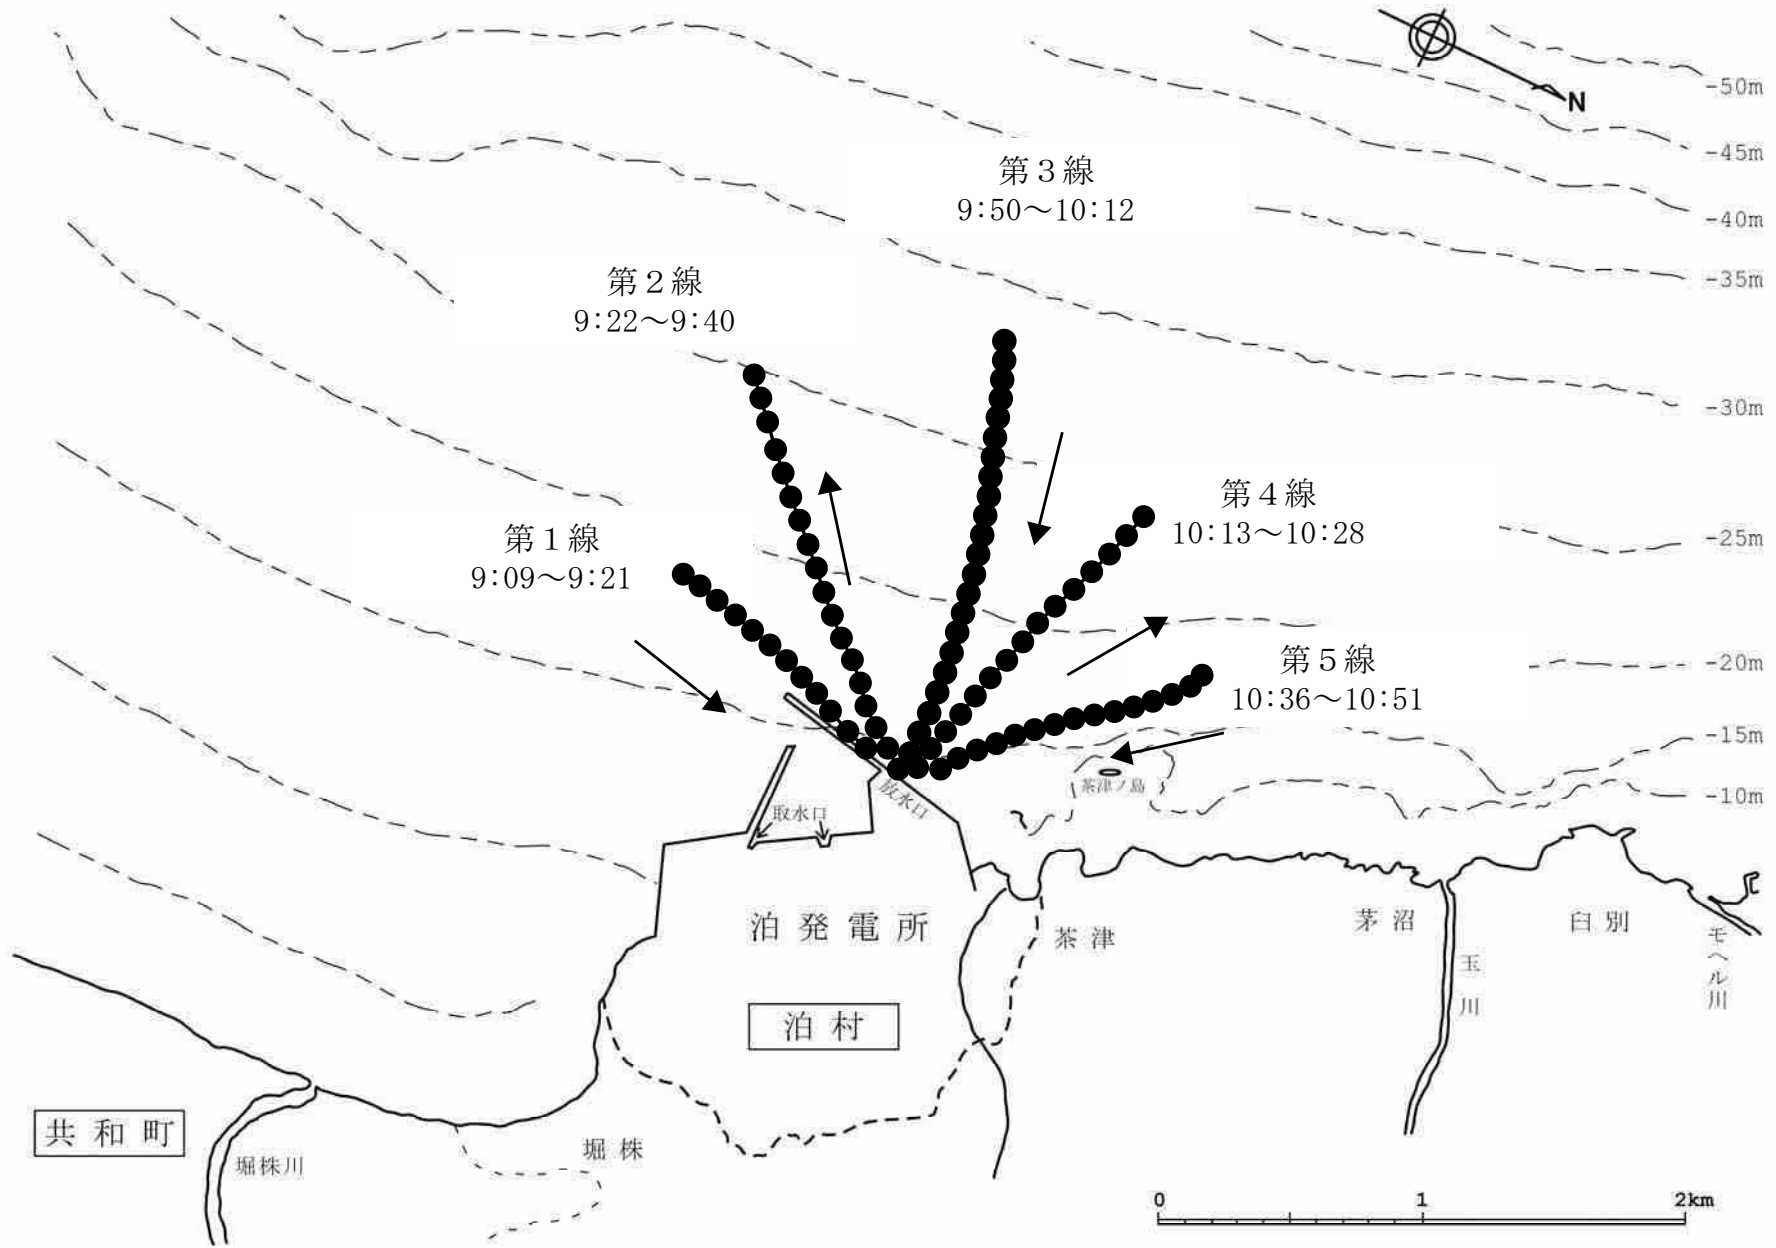 N
-50m
-45m
第３線
9:50～10:12
-40m
第２線
9:22～9:40
-35m
-30m
第４線
10:13～10:28
第１線
9:09～9:21
-25m
第５線
10:36～10:51
-20m
-15m
茶津ノ島
放水口
-10m
取水口
泊発電所
茶津
茅沼
臼別
モヘル川
玉川
泊村
共和町
堀株
堀株川
0 1 2km